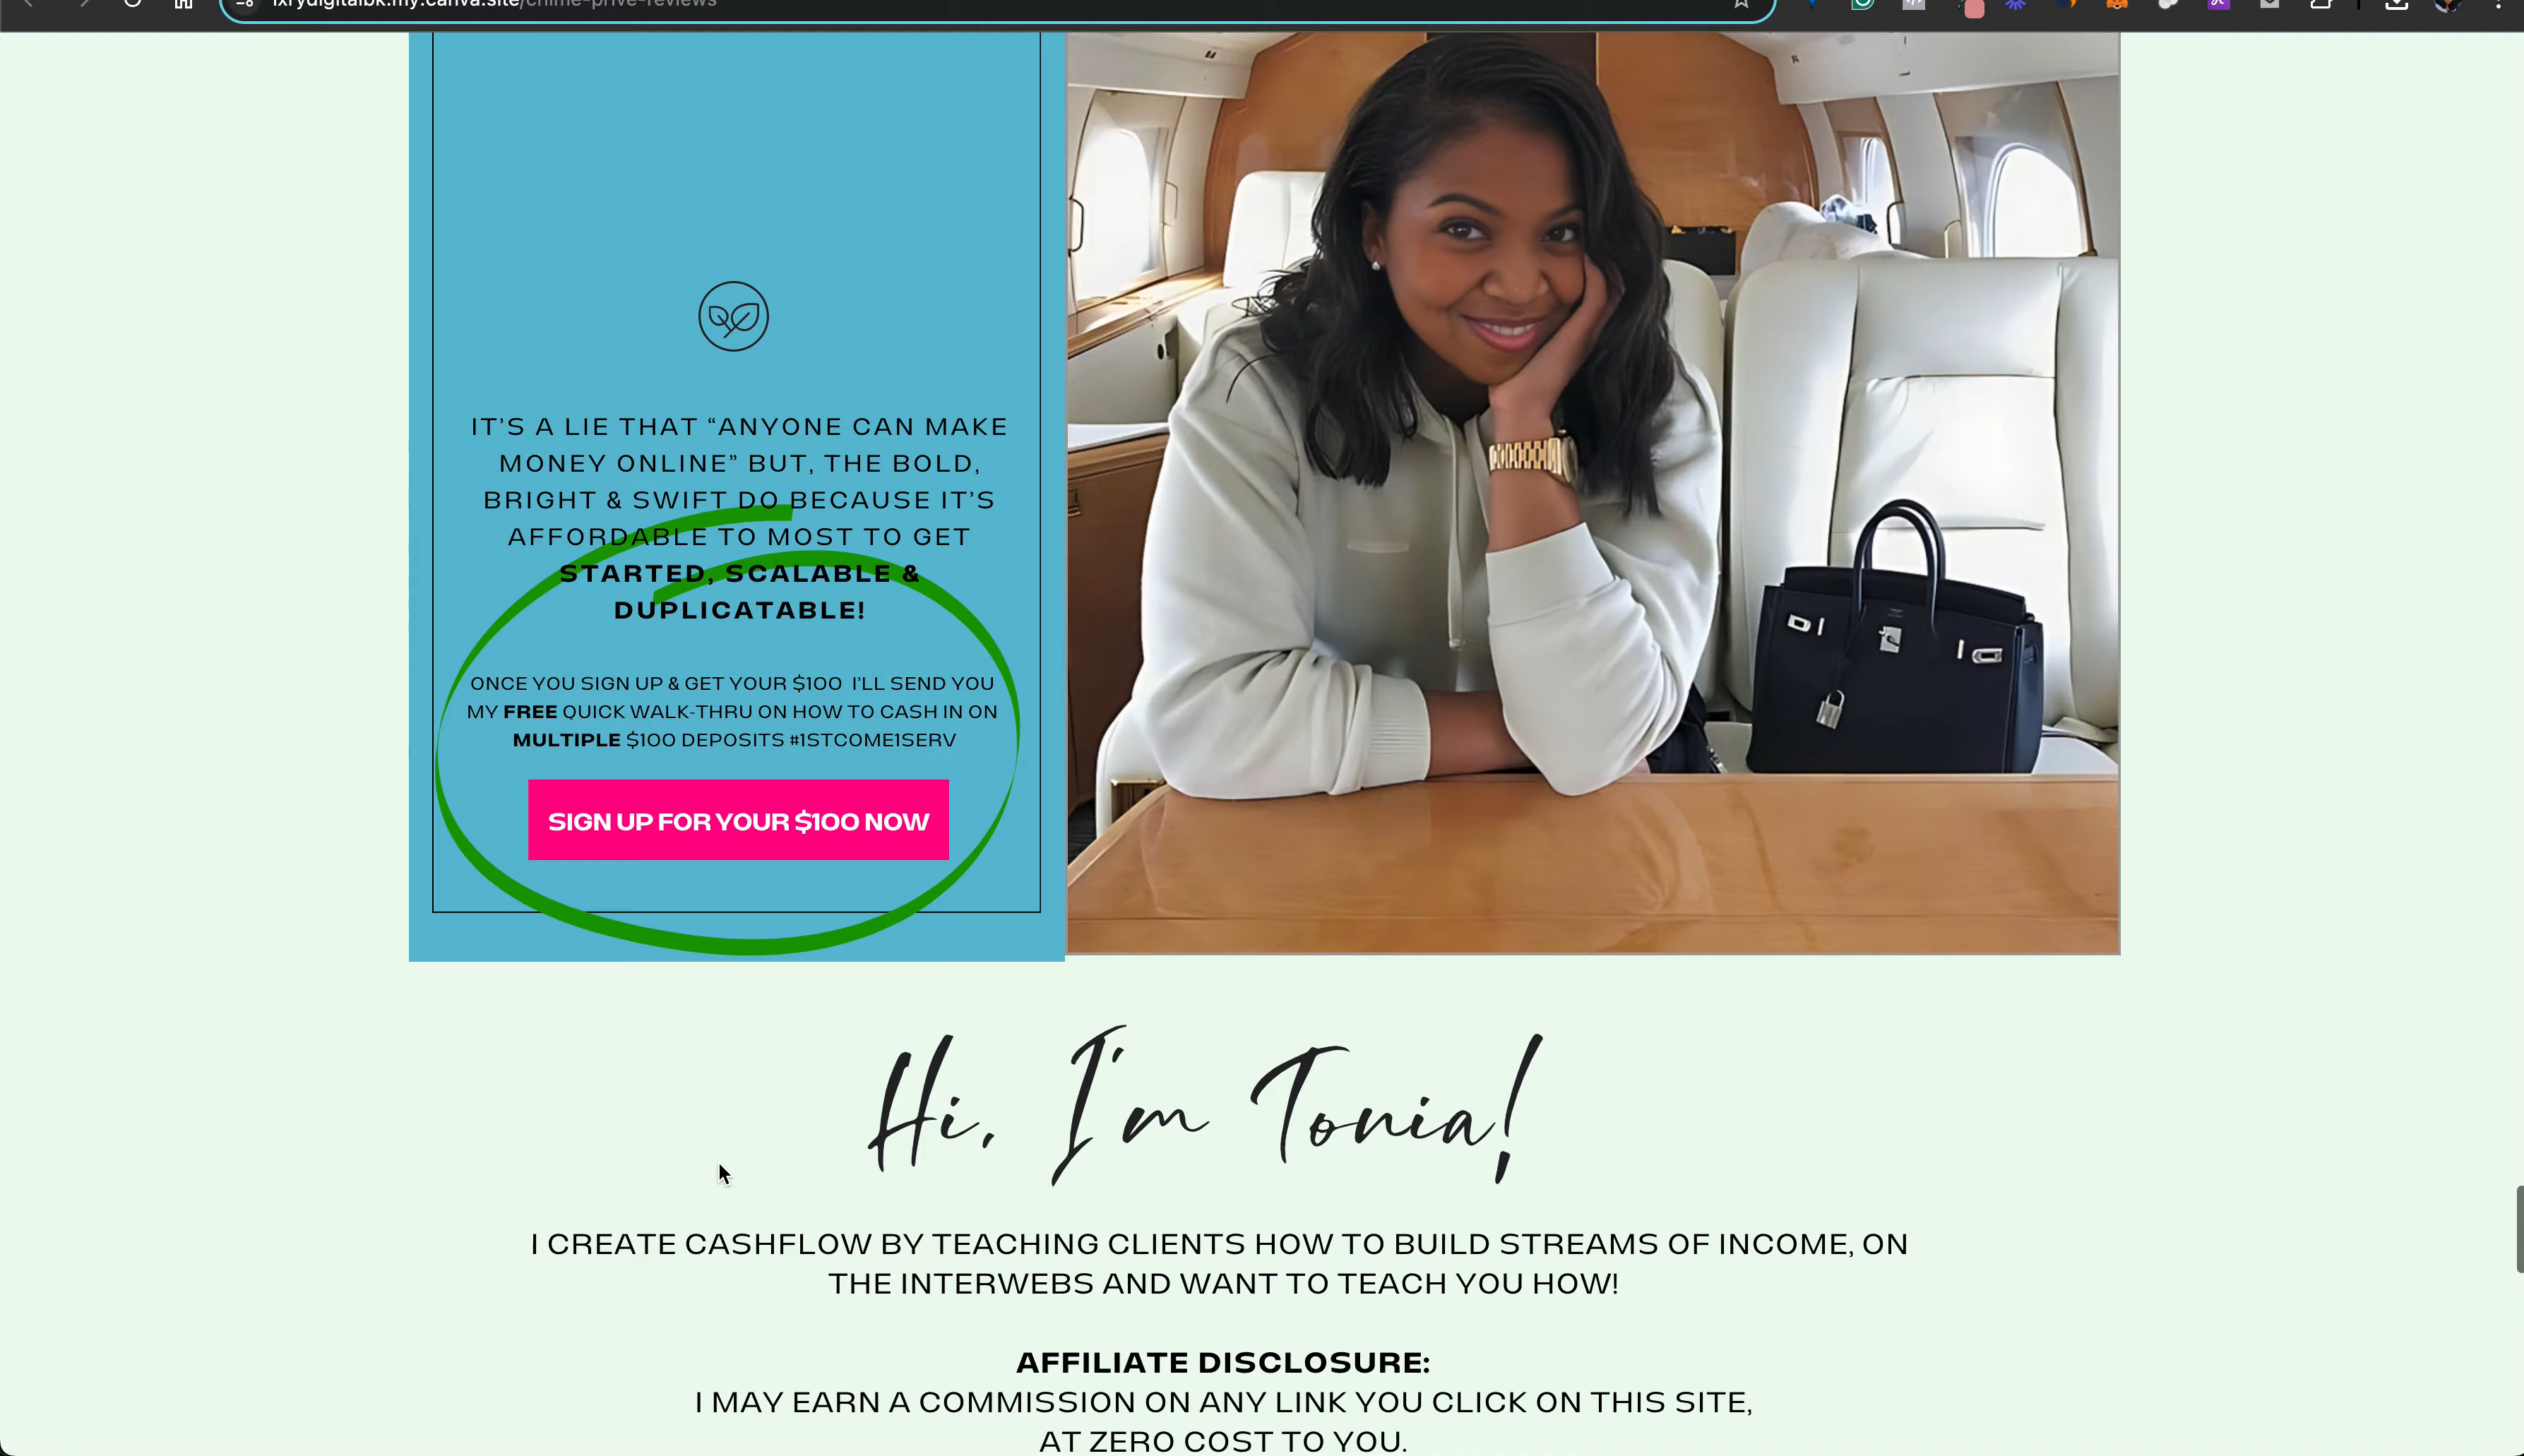 /chime-prive-reviews
IT'S A LIE THAT “ANYONE CAN MAKE
MONEY ONLINE” BUT, THE BOLD,
BRIGHT & SWIFT DO BECAUSE IT'S
AFFORDABLE TO MOST TO GET
STARTED, SCALABLE &
DUPLICATABLE!
ONCE YOU SIGN UP & GET YOUR $100 I'LL SEND YOU
MY FREE QUICK WALK-THRU ON HOW TO CASH IN ON
MULTIPLE $100 DEPOSITS #1STCOME1SERV
SIGN UP FOR YOUR $100 NOW
Hi, I'm Tonia!
I CREATE CASHFLOW BY TEACHING CLIENTS HOW TO BUILD STREAMS OF INCOME, ON
THE INTERWEBS AND WANT TO TEACH YOU HOW!
AFFILIATE DISCLOSURE:
I MAY EARN A COMMISSION ON ANY LINK YOU CLICK ON THIS SITE,
AT ZERO COST TO YOU.